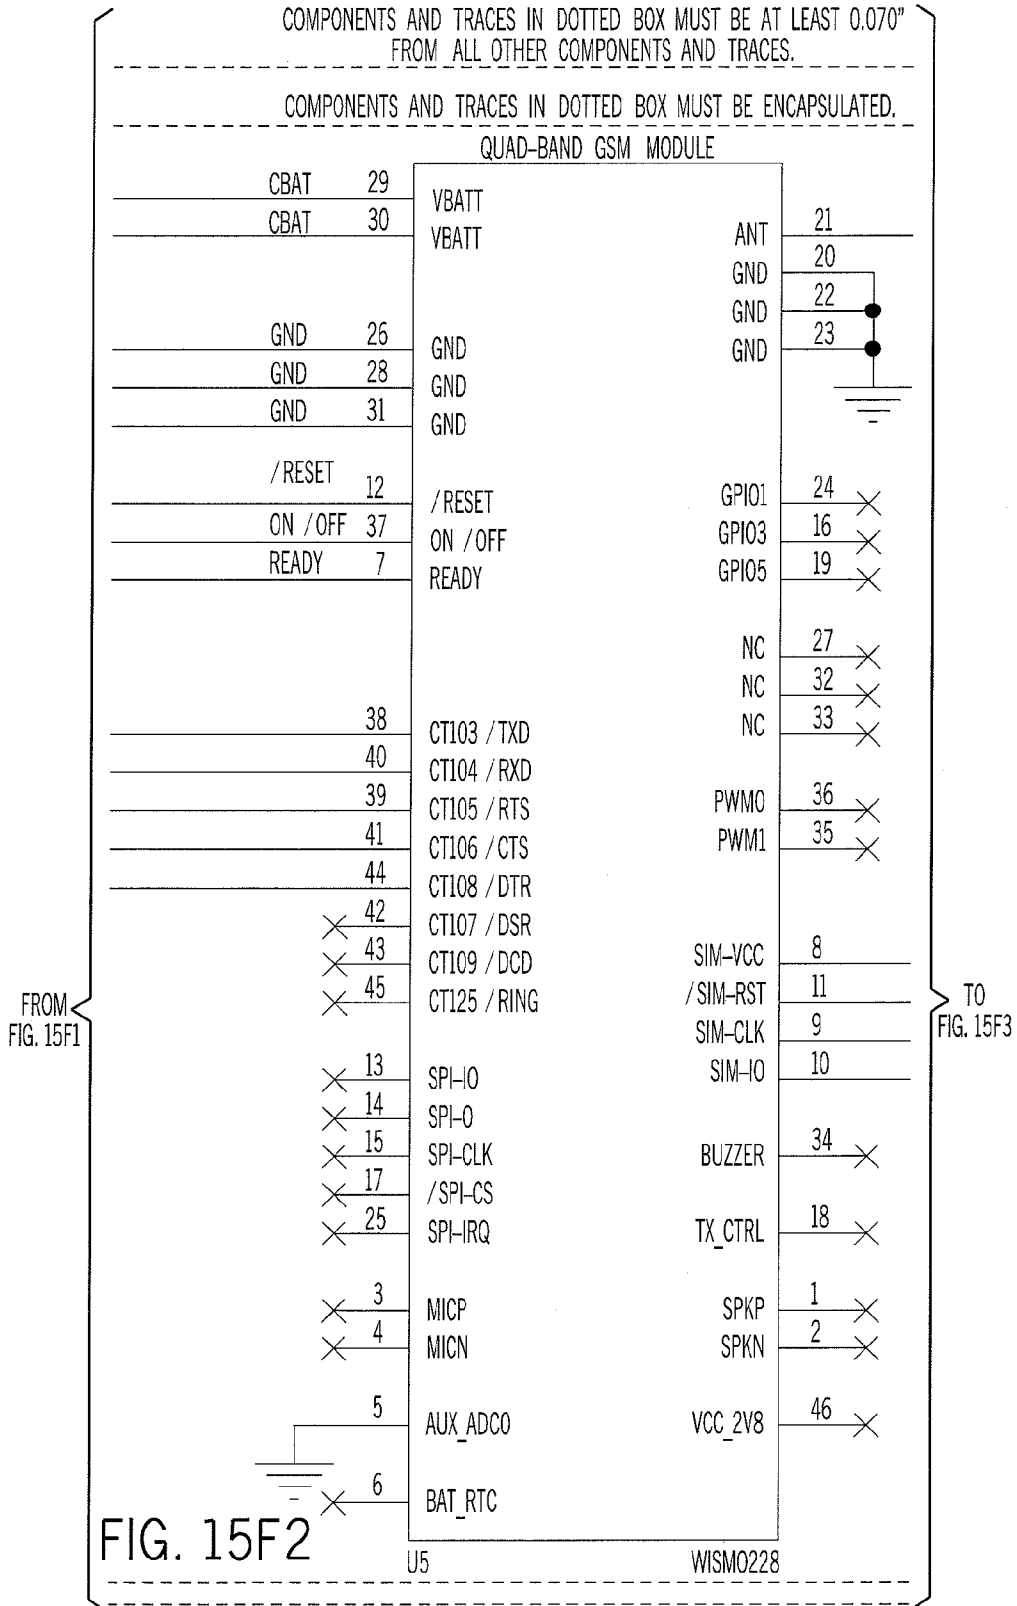 COMPONENTS AND TRACES IN DOTTED BOX MUST BE AT LEAST 0.070"
FROM ALL OTHER COMPONENTS AND TRACES.
COMPONENTS AND TRACES IN DOTTED BOX MUST BE ENCAPSULATED.
QUAD-BAND GSM MODULE
CBAT 29 VBATT
CBAT 30 VBATT
ANT 21
GND 20
GND 22
GND 23
GND 26 GND
GND 28 GND
GND 31 GND
/RESET 12 /RESET
ON /OFF 37 ON /OFF
READY 7 READY
GPIO1 24
GPIO3 16
GPIO5 19
NC 27
NC 32
NC 33
38 CT103 /TXD
40 CT104 /RXD
39 CT105 /RTS
41 CT106 /CTS
44 CT108 /DTR
42 CT107 /DSR
43 CT109 /DCD
45 CT125 /RING
PWM0 36
PWM1 35
SIM-VCC 8
/SIM-RST 11
SIM-CLK 9
SIM-IO 10
FROM
FIG. 15F1
TO
FIG. 15F3
13 SPI-IO
14 SPI-O
15 SPI-CLK
17 /SPI-CS
25 SPI-IRQ
BUZZER 34
TX_CTRL 18
3 MICP
4 MICN
SPKP 1
SPKN 2
5 AUX_ADC0
VCC_2V8 46
6 BAT_RTC
FIG. 15F2
U5 WISMO228